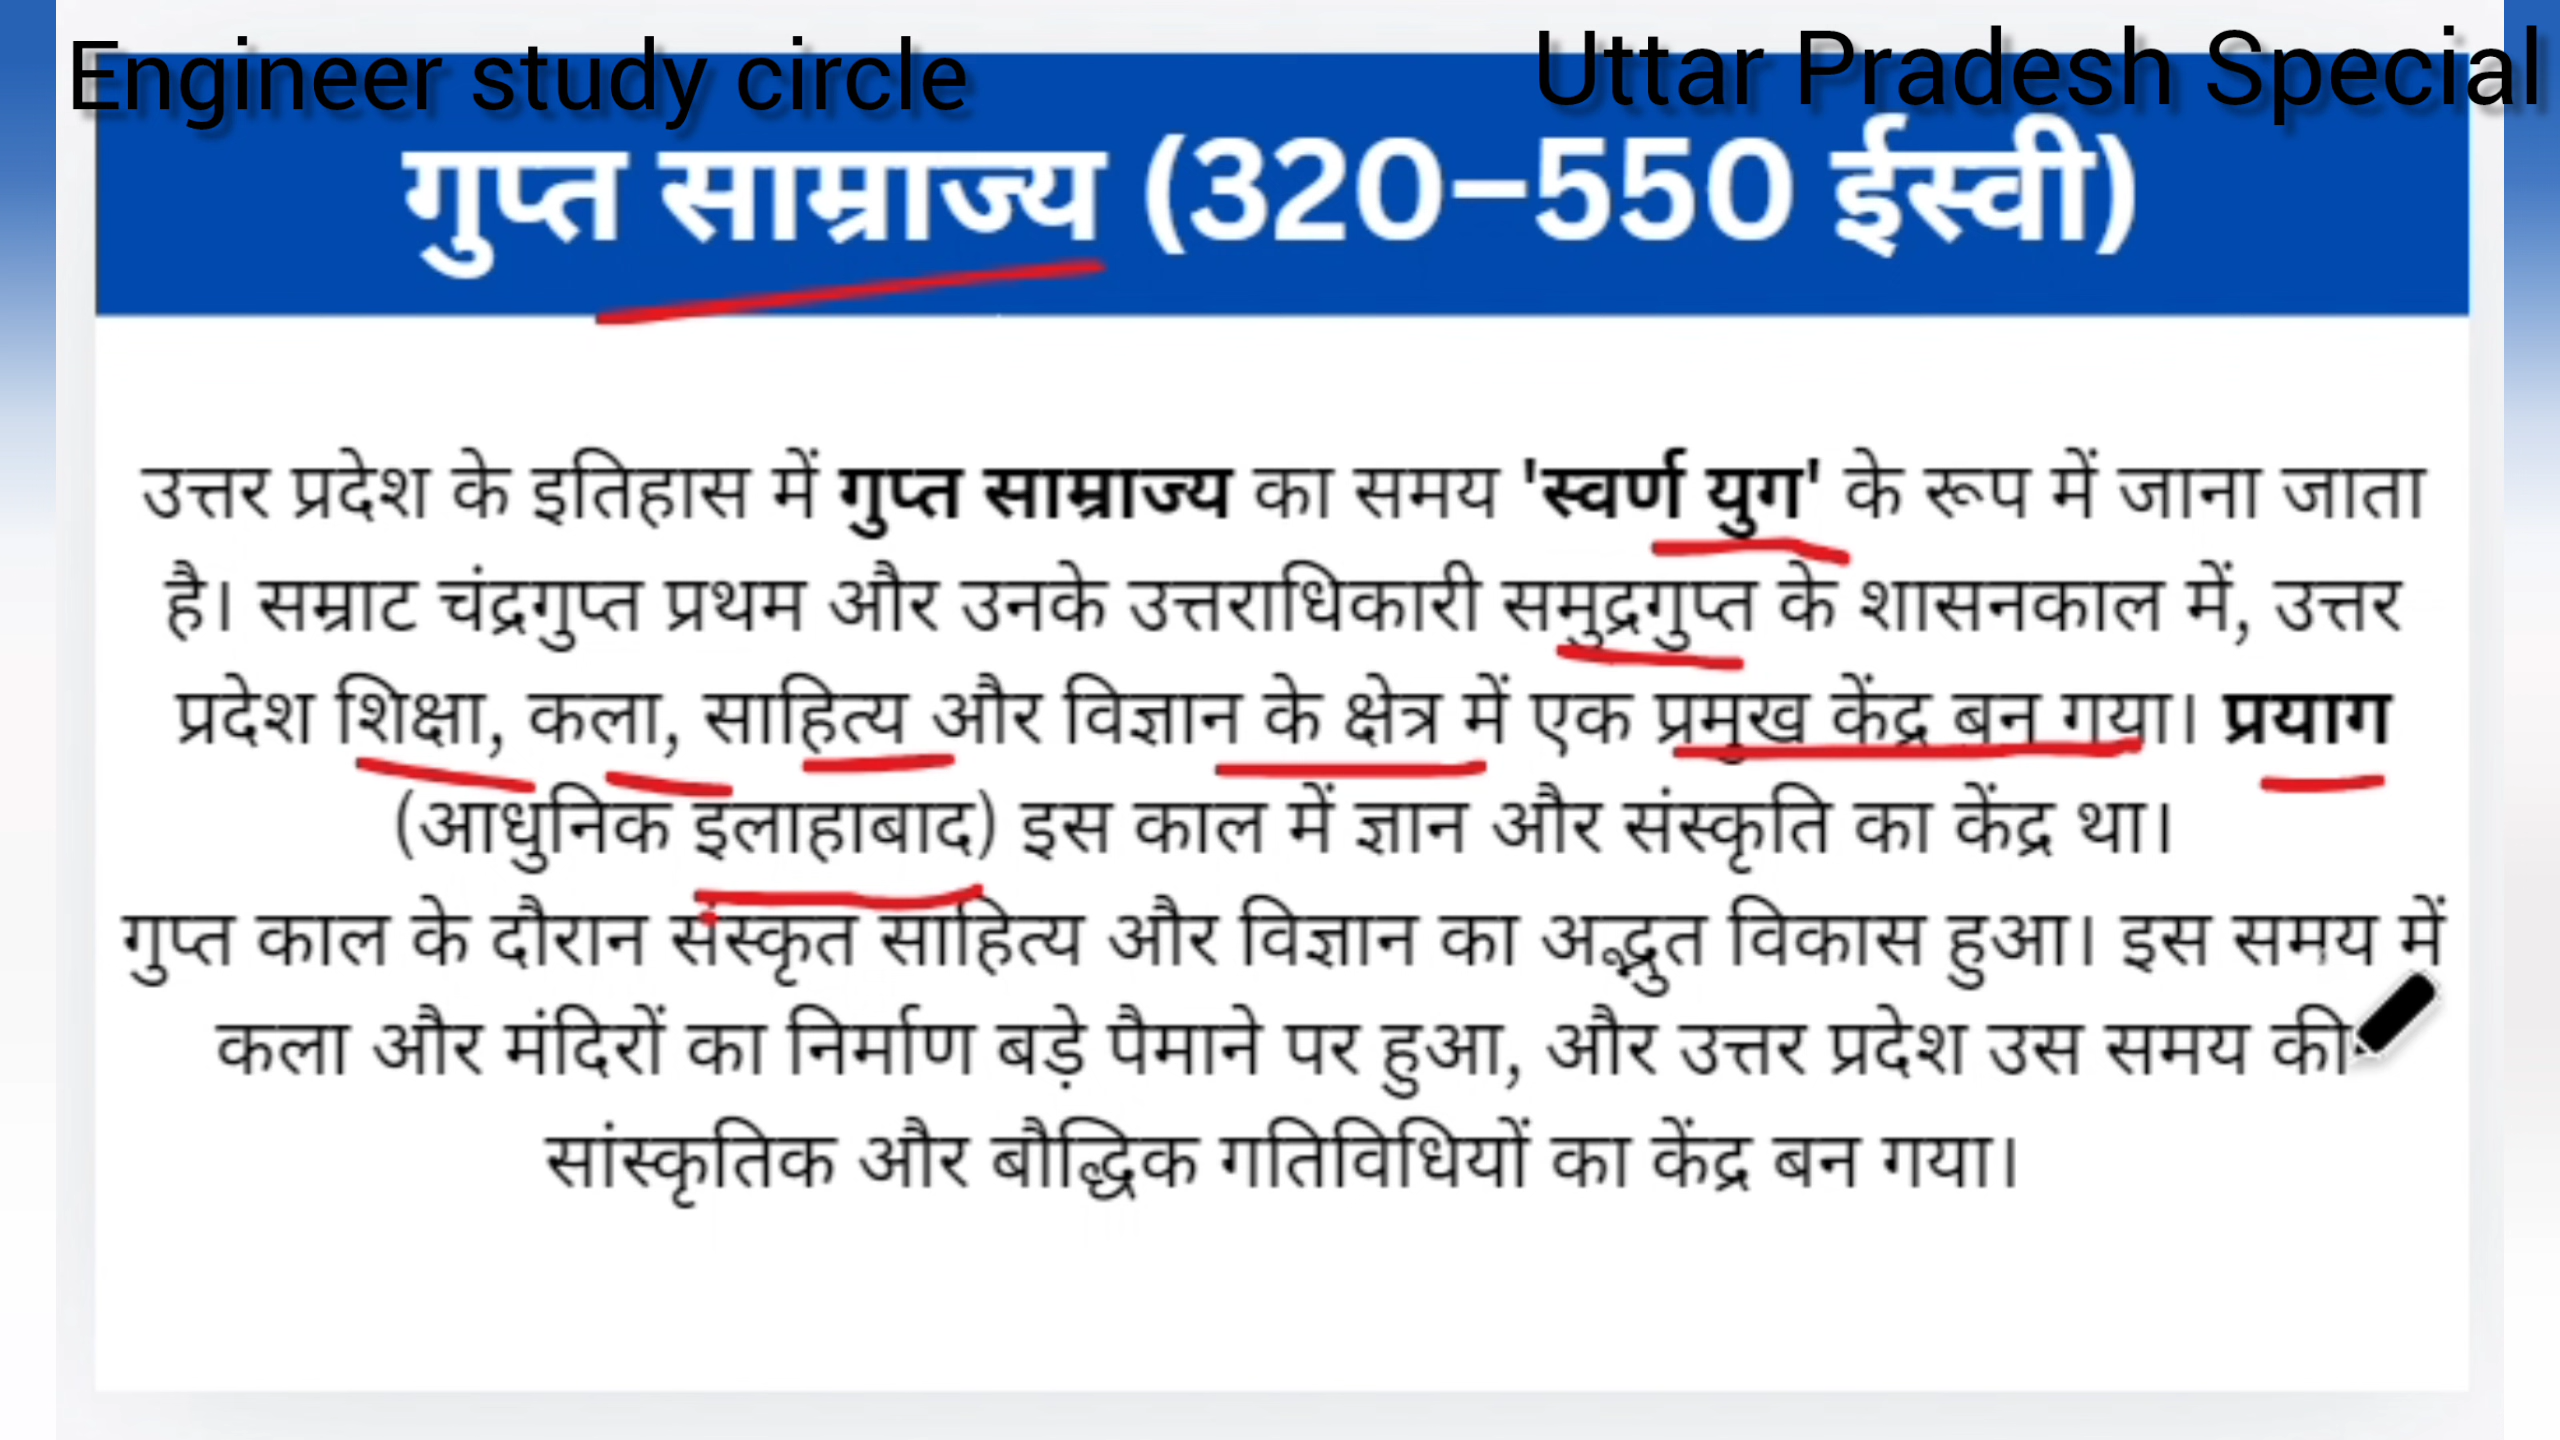 Engineer study circle
Uttar Pradesh Special
गुप्त साम्राज्य (320–550 ईस्वी)
उत्तर प्रदेश के इतिहास में गुप्त साम्राज्य का समय 'स्वर्ण युग' के रूप में जाना जाता
है। सम्राट चंद्रगुप्त प्रथम और उनके उत्तराधिकारी समुद्रगुप्त के शासनकाल में, उत्तर
प्रदेश शिक्षा, कला, साहित्य और विज्ञान के क्षेत्र में एक प्रमुख केंद्र बन गया। प्रयाग
(आधुनिक इलाहाबाद) इस काल में ज्ञान और संस्कृति का केंद्र था।
गुप्त काल के दौरान संस्कृत साहित्य और विज्ञान का अद्भुत विकास हुआ। इस समय में
कला और मंदिरों का निर्माण बड़े पैमाने पर हुआ, और उत्तर प्रदेश उस समय की
सांस्कृतिक और बौद्धिक गतिविधियों का केंद्र बन गया।